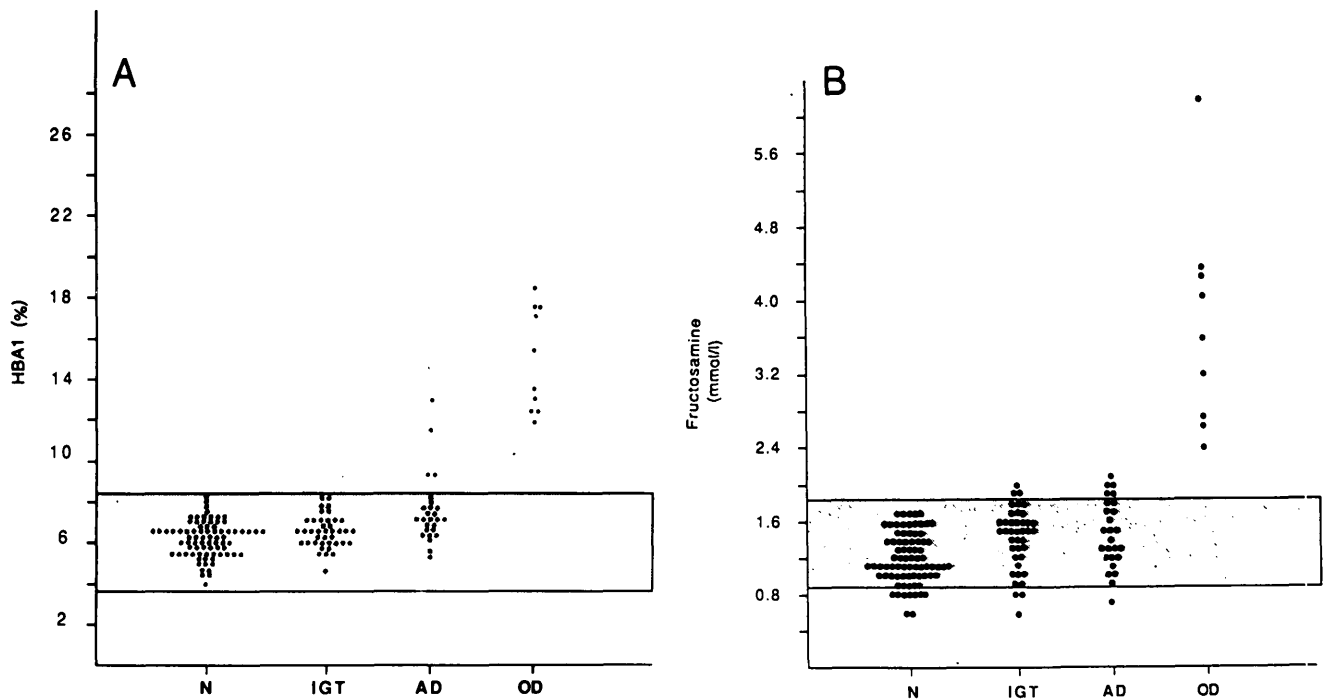 A
26
22
18
14
10
6
2
HBA1 (%)
N IGT AD OD
B
5.6
4.8
4.0
3.2
2.4
1.6
0.8
Fructosamine
(mmol/l)
N IGT AD OD